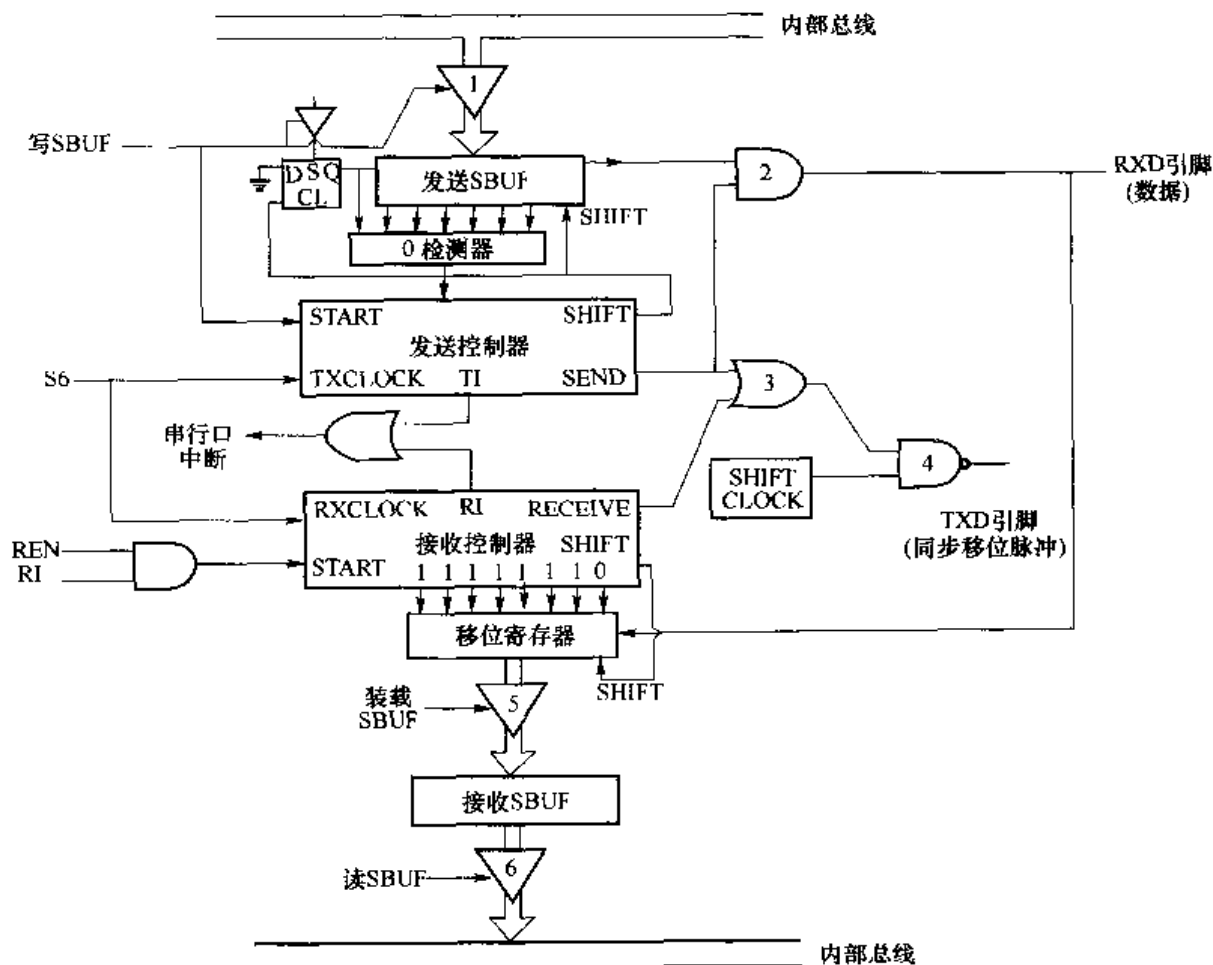 内部总线
1
写SBUF
DSQ
CL
发送SBUF
2
RXD引脚
(数据)
SHIFT
0 检测器
START
SHIFT
发送控制器
S6
TXCLOCK
TI
SEND
3
串行口
中断
4
SHIFT
CLOCK
RXCLOCK
RI
RECEIVE
TXD引脚
(同步移位脉冲)
REN
RI
接收控制器
SHIFT
START
1 1 1 1 1 1 1 0
移位寄存器
SHIFT
装载
SBUF
5
接收SBUF
读SBUF
6
内部总线